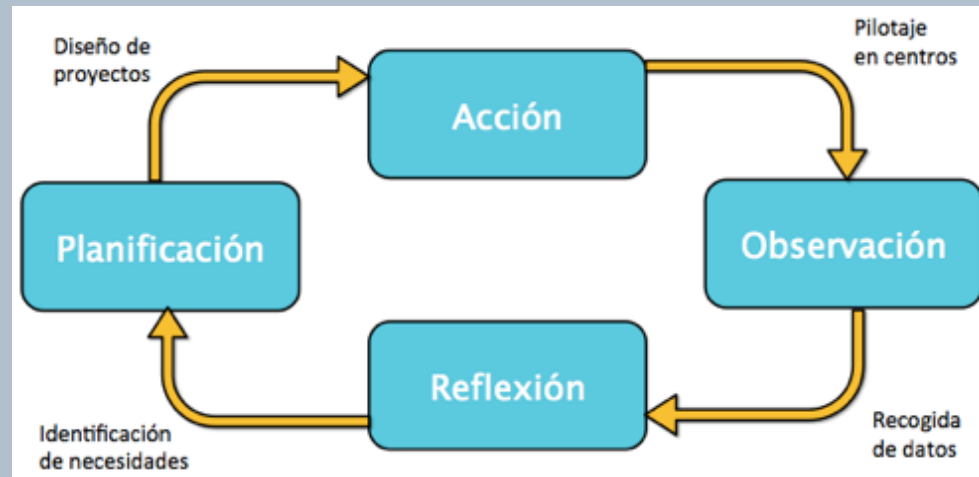 Diseño de
proyectos
Acción
Pilotaje
en centros
Planificación
Observación
Reflexión
Identificación
de necesidades
Recogida
de datos